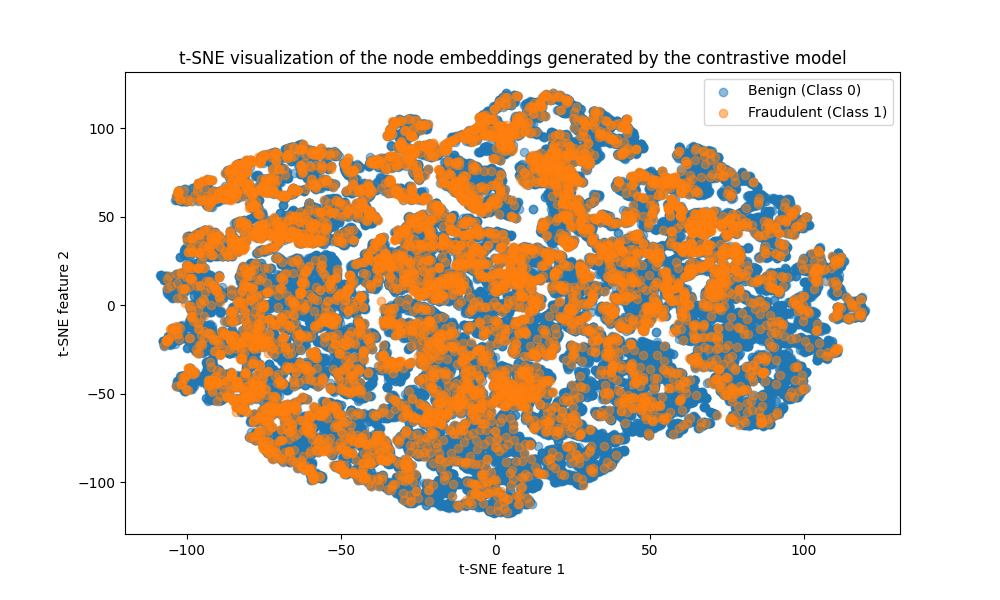 t-SNE visualization of the node embeddings generated by the contrastive model
Benign (Class 0)
Fraudulent (Class 1)
t-SNE feature 2
100
50
0
−50
−100
−100
−50
0
50
100
t-SNE feature 1